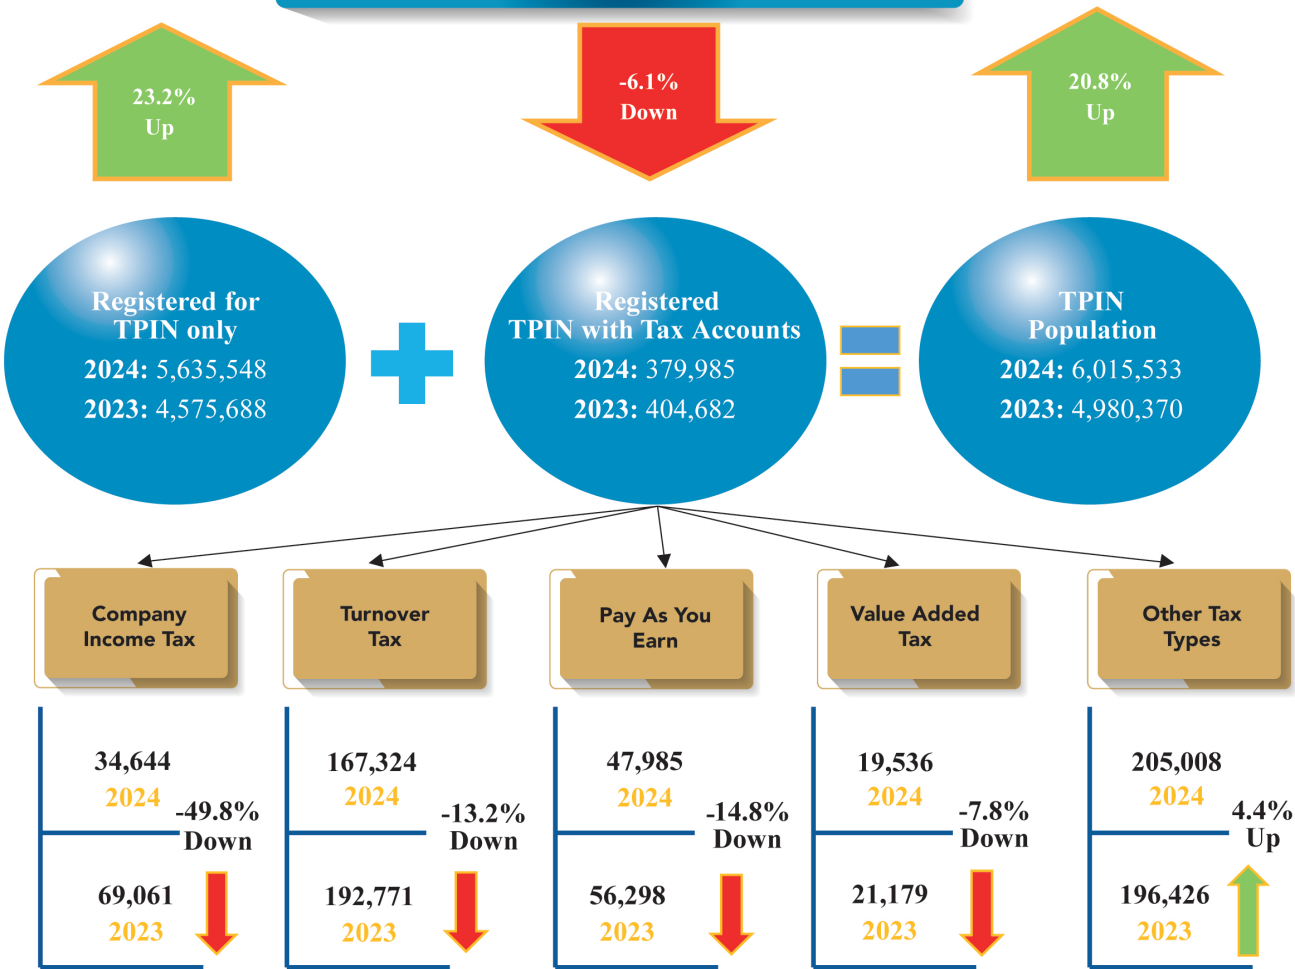 23.2%
Up
-6.1%
Down
20.8%
Up
Registered for
TPIN only
2024: 5,635,548
2023: 4,575,688
Registered
TPIN with Tax Accounts
2024: 379,985
2023: 404,682
TPIN
Population
2024: 6,015,533
2023: 4,980,370
Company
Income Tax
Turnover
Tax
Pay As You
Earn
Value Added
Tax
Other Tax
Types
34,644
2024
-49.8%
Down
69,061
2023
167,324
2024
-13.2%
Down
192,771
2023
47,985
2024
-14.8%
Down
56,298
2023
19,536
2024
-7.8%
Down
21,179
2023
205,008
2024
4.4%
Up
196,426
2023